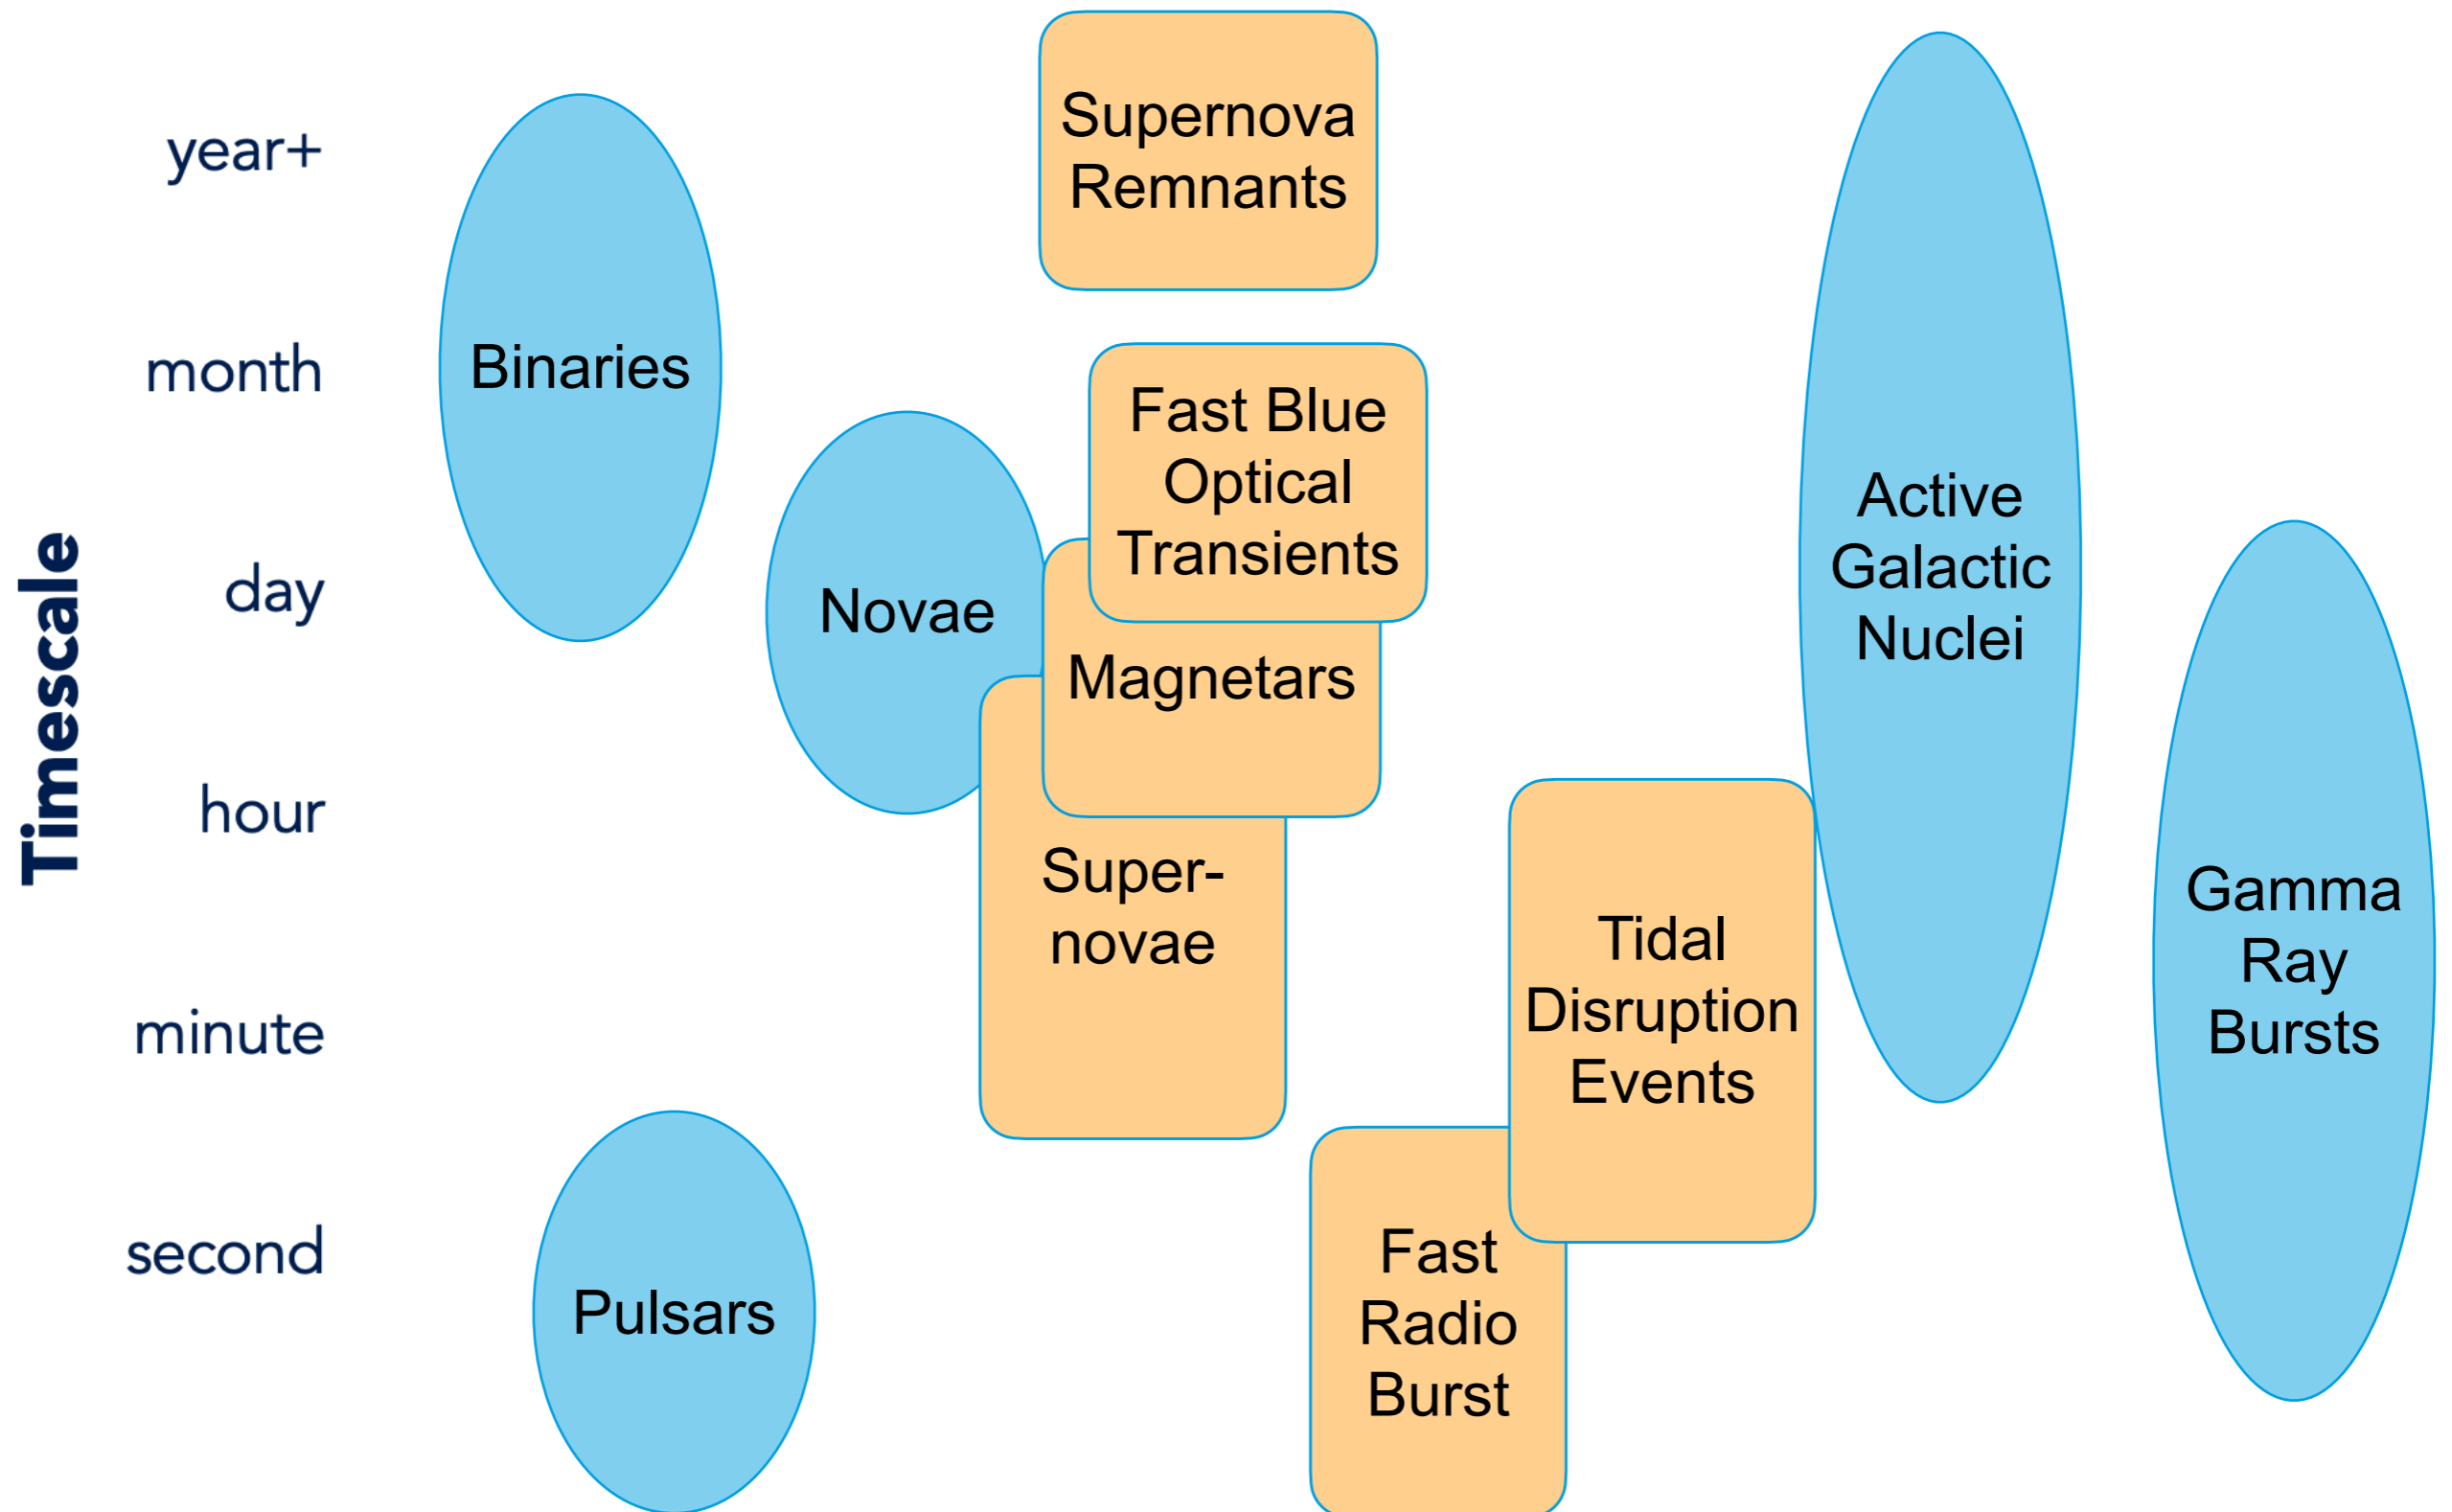 Timescale
year+
month
day
hour
minute
second
Binaries
Pulsars
Novae
Supernova
Remnants
Fast Blue
Optical
Transients
Magnetars
Super-
novae
Fast
Radio
Burst
Tidal
Disruption
Events
Active
Galactic
Nuclei
Gamma
Ray
Bursts